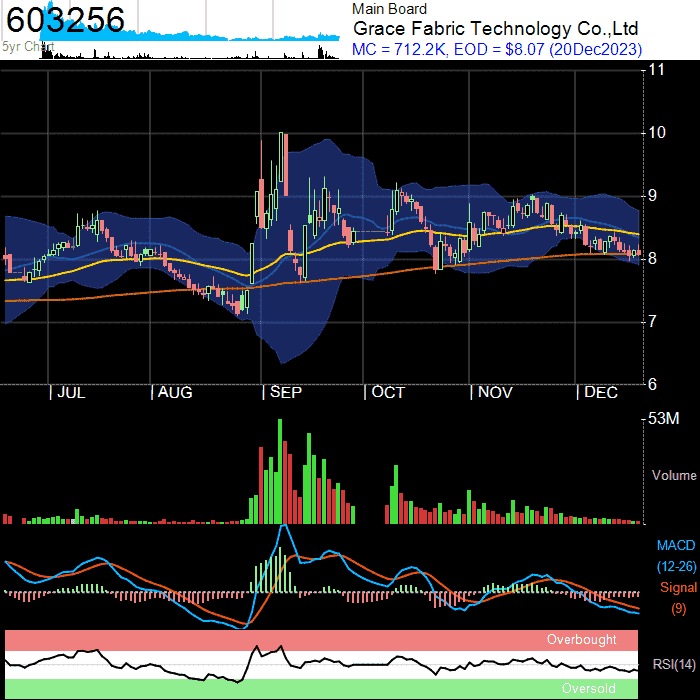 603256
5yr Chart
Main Board
Grace Fabric Technology Co.,Ltd
MC = 712.2K, EOD = $8.07 (20Dec2023)
11
10
9
8
7
6
| JUL
| AUG
| SEP
| OCT
| NOV
| DEC
53M
Volume
MACD
(12-26)
Signal
(9)
Overbought
RSI(14)
Oversold